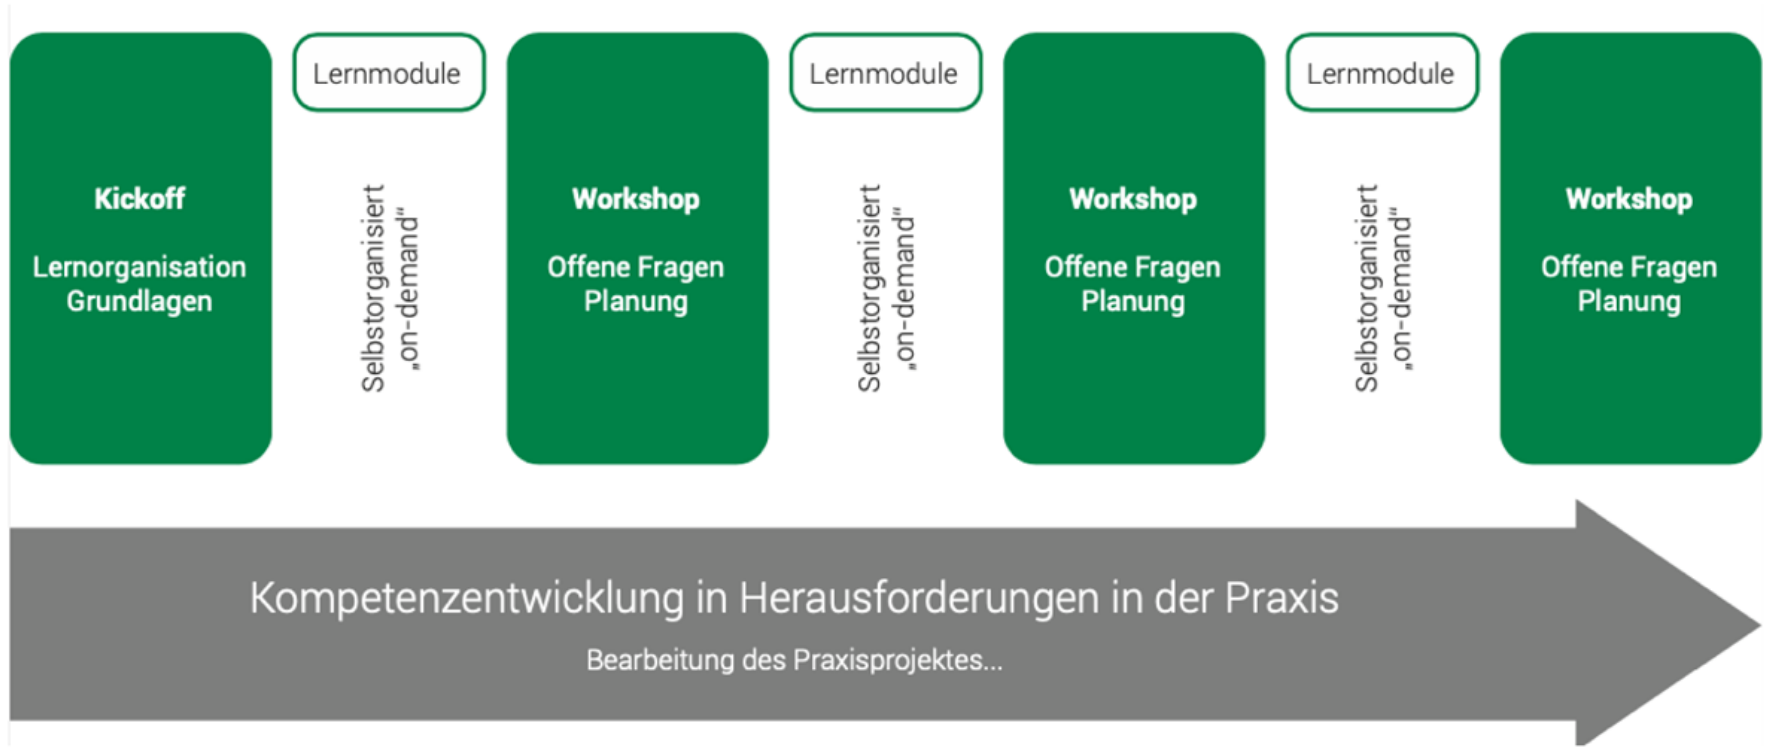 Kickoff
Lernorganisation
Grundlagen
Lernmodule
Selbstorganisiert
„on-demand“
Workshop
Offene Fragen
Planung
Lernmodule
Selbstorganisiert
„on-demand“
Workshop
Offene Fragen
Planung
Lernmodule
Selbstorganisiert
„on-demand“
Workshop
Offene Fragen
Planung
Kompetenzentwicklung in Herausforderungen in der Praxis
Bearbeitung des Praxisprojektes...